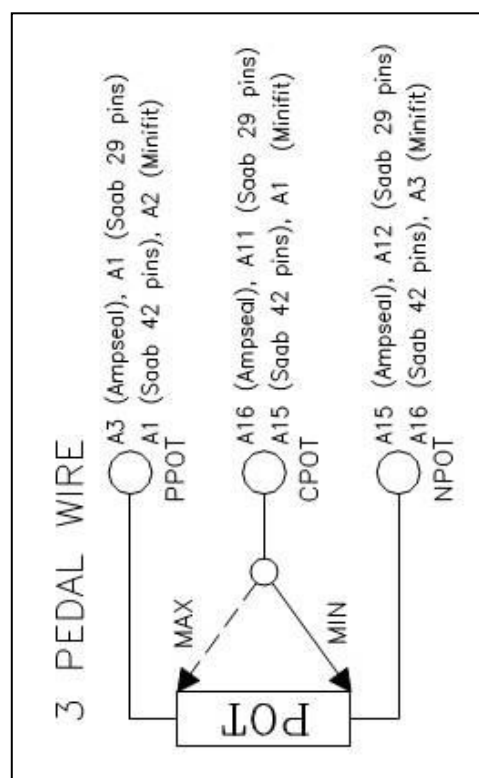 3 PEDAL WIRE
A3 (Ampseal), A1 (Saab 29 pins)
A1 (Saab 42 pins), A2 (Minifit)
PPOT
A16 (Ampseal), A11 (Saab 29 pins)
A15 (Saab 42 pins), A1 (Minifit)
CPOT
A15 (Ampseal), A12 (Saab 29 pins)
A16 (Saab 42 pins), A3 (Minifit)
NPOT
MAX
MIN
POT